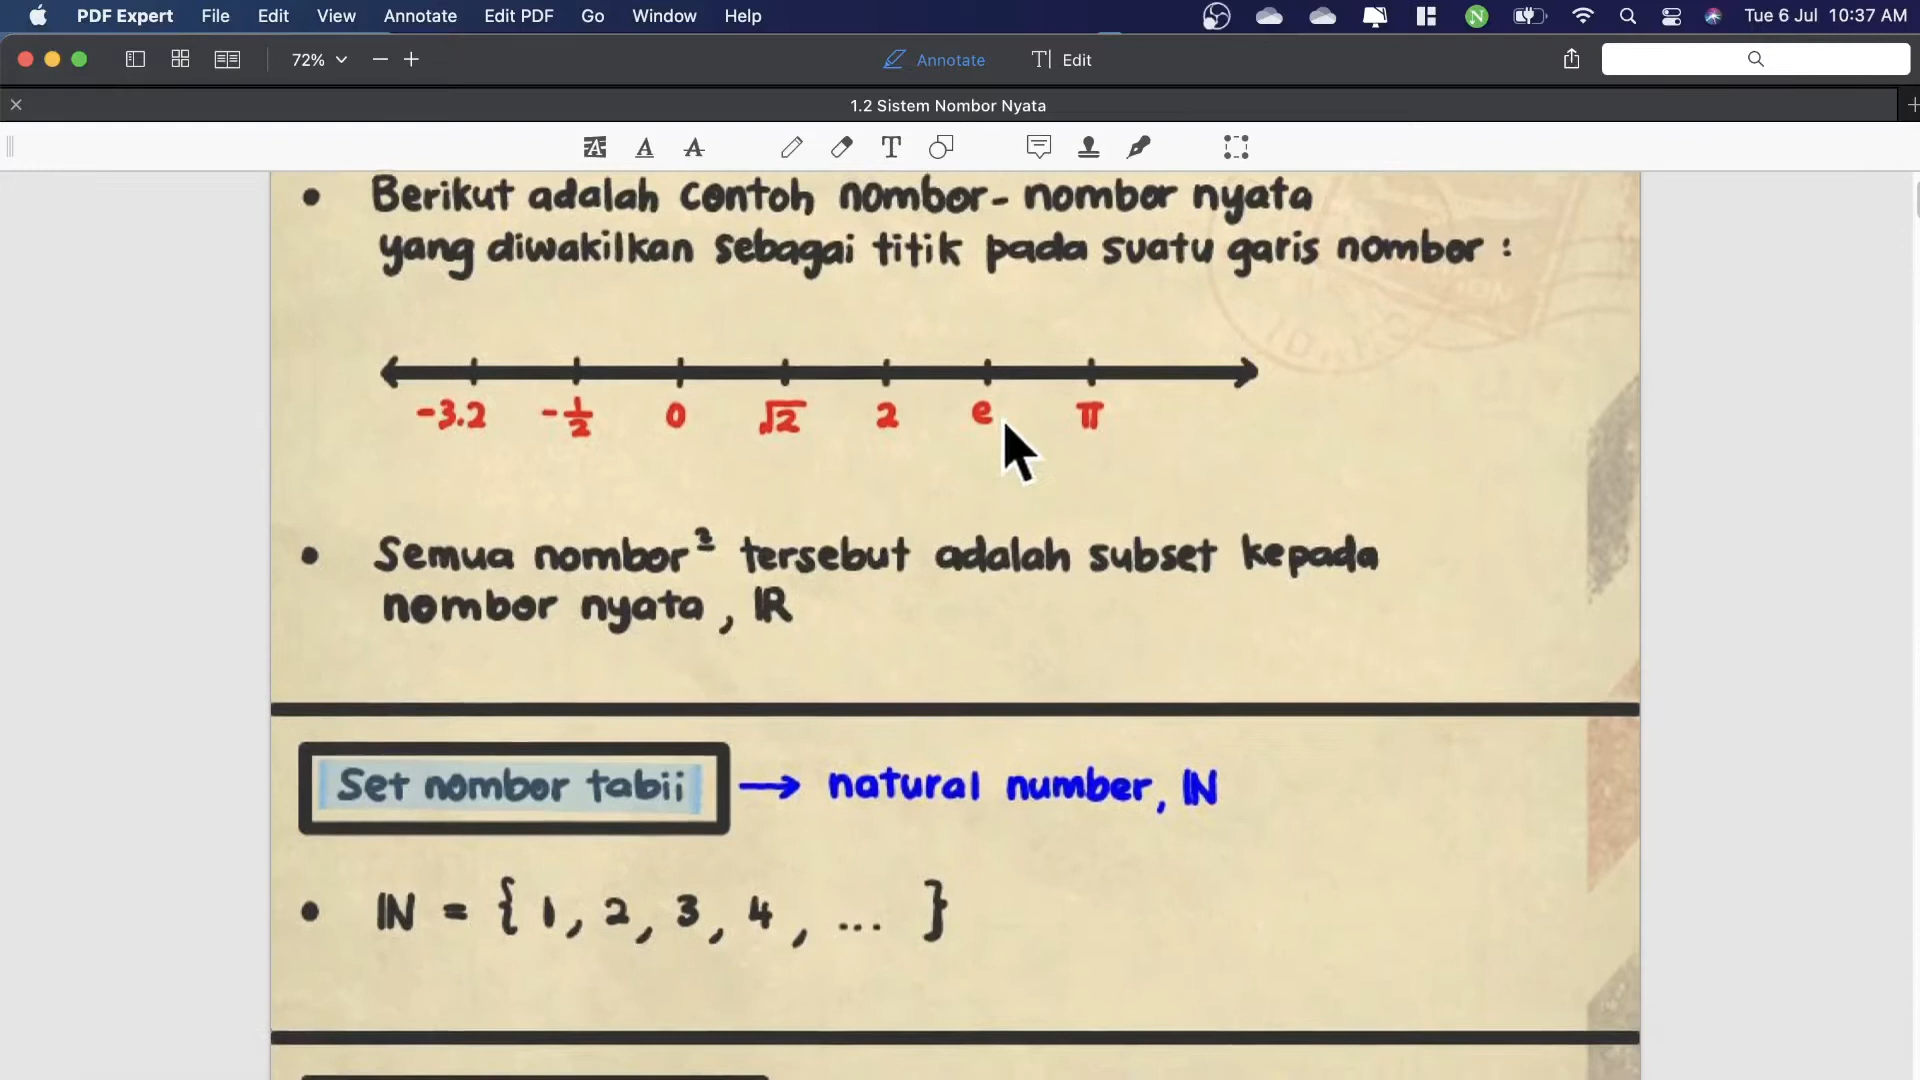 PDF Expert File Edit View Annotate Edit PDF Go Window Help Tue 6 Jul 10:37 AM
72% Annotate Edit
1.2 Sistem Nombor Nyata
• Berikut adalah contoh nombor - nombor nyata
yang diwakilkan sebagai titik pada suatu garis nombor :
-3.2 -1/2 0 √2 2 e π
• Semua nombor² tersebut adalah subset kepada
nombor nyata , ℝ
Set nombor tabii → natural number, ℕ
• ℕ = { 1 , 2 , 3 , 4 , ... }